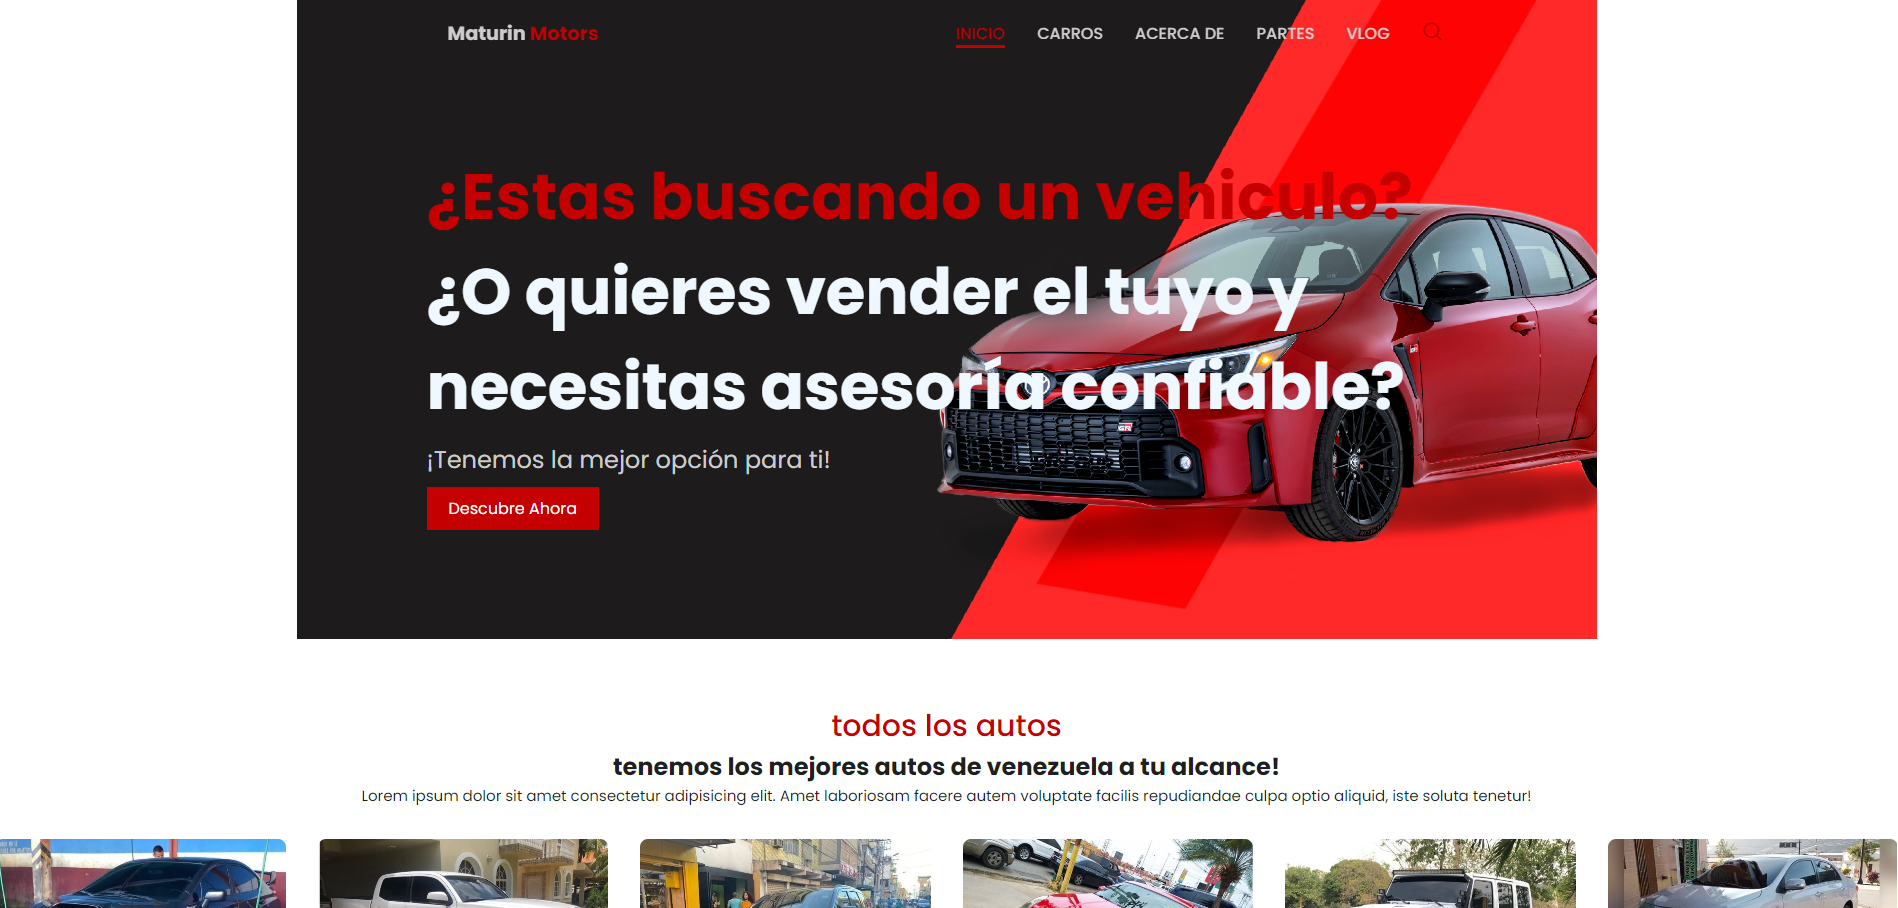 Maturin Motors
INICIO CARROS ACERCA DE PARTES VLOG
¿Estas buscando un vehiculo?
¿O quieres vender el tuyo y
necesitas asesoría confiable?
¡Tenemos la mejor opción para ti!
Descubre Ahora
GR
todos los autos
tenemos los mejores autos de venezuela a tu alcance!
Lorem ipsum dolor sit amet consectetur adipisicing elit. Amet laboriosam facere autem voluptate facilis repudiandae culpa optio aliquid, iste soluta tenetur!